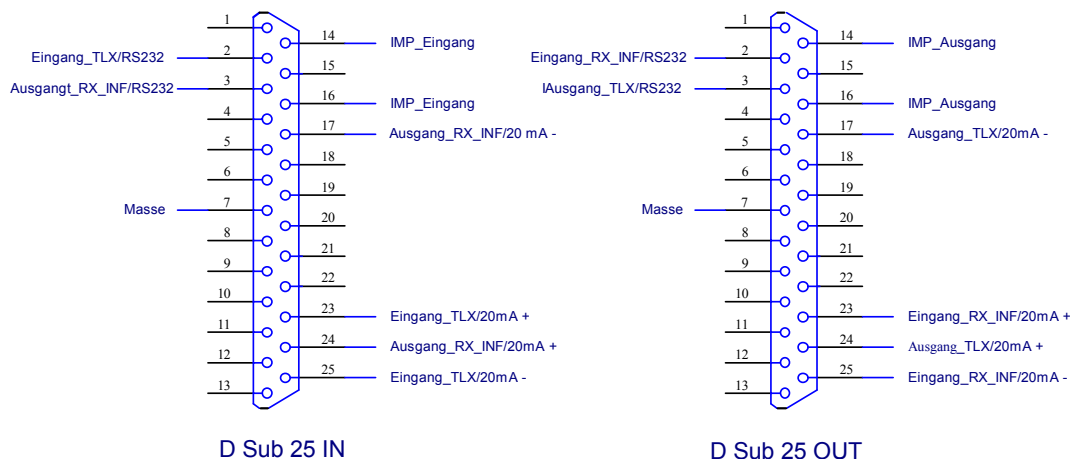 1
14
IMP_Eingang
Eingang_TLX/RS232
2
15
Ausgangt_RX_INF/RS232
3
16
IMP_Eingang
4
17
Ausgang_RX_INF/20 mA -
5
18
6
19
Masse
7
20
8
21
9
22
10
23
Eingang_TLX/20mA +
11
24
Ausgang_RX_INF/20mA +
12
25
Eingang_TLX/20mA -
13
D Sub 25 IN
1
14
IMP_Ausgang
Eingang_RX_INF/RS232
2
15
IAusgang_TLX/RS232
3
16
IMP_Ausgang
4
17
Ausgang_TLX/20mA -
5
18
6
19
Masse
7
20
8
21
9
22
10
23
Eingang_RX_INF/20mA +
11
24
Ausgang_TLX/20mA +
12
25
Eingang_RX_INF/20mA -
13
D Sub 25 OUT